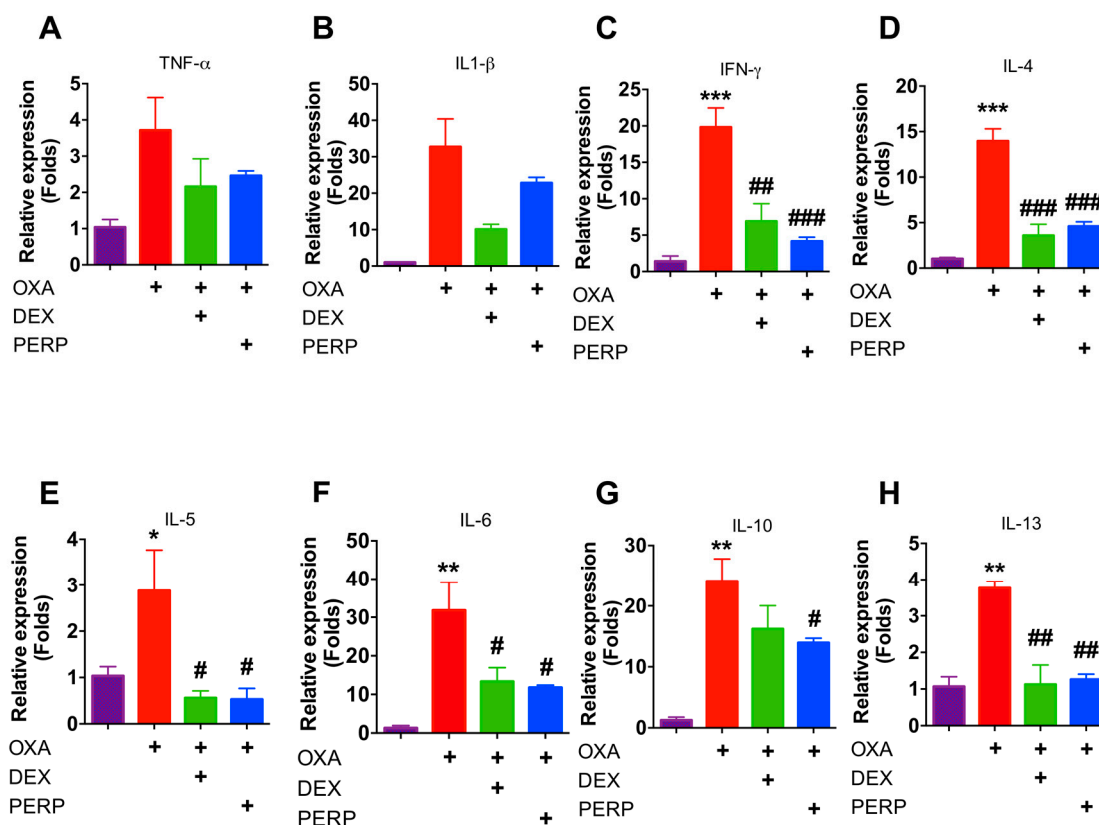 A
TNF-α
Relative expression
(Folds)
5
4
3
2
1
0
OXA + + +
DEX +
PERP +
B
IL1-β
Relative expression
(Folds)
50
40
30
20
10
0
+ + +
+
+
C
IFN-γ
Relative expression
(Folds)
25
20
15
10
5
0
***
##
###
OXA + + +
DEX +
PERP +
D
IL-4
Relative expression
(Folds)
20
15
10
5
0
***
###
###
OXA + + +
DEX +
PERP +
E
IL-5
Relative expression
(Folds)
4
3
2
1
0
*
#
#
OXA + + +
DEX +
PERP +
F
IL-6
Relative expression
(Folds)
50
40
30
20
10
0
**
#
#
OXA + + +
DEX +
PERP +
G
IL-10
Relative expression
(Folds)
30
20
10
0
**
#
OXA + + +
DEX +
PERP +
H
IL-13
Relative expression
(Folds)
5
4
3
1
1
0
**
##
##
OXA + + +
DEX +
PERP +